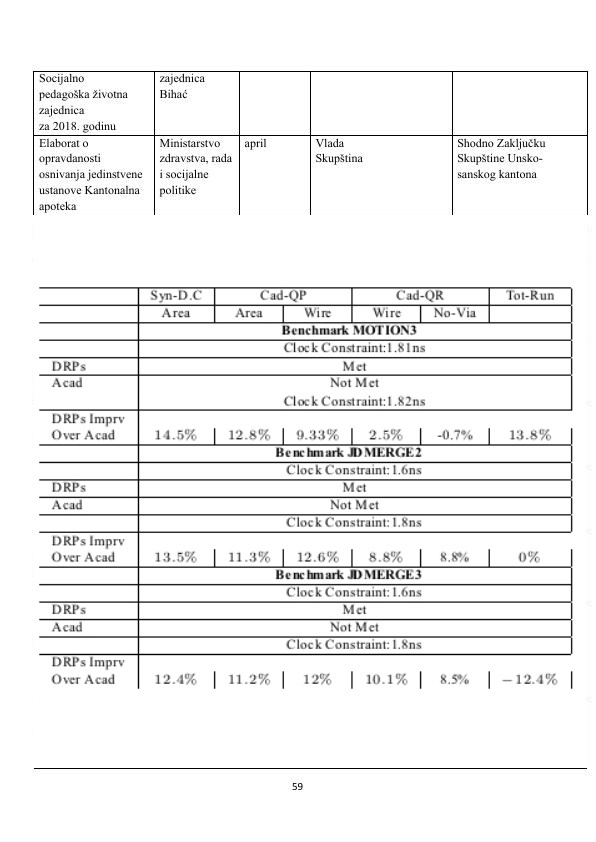 Socijalno zajednica
pedagoška životna Bihać
zajednica
za 2018. godinu
Elaborat o Ministarstvo april Vlada Shodno Zaključku
opravdanosti zdravstva, rada Skupština Skupštine Unsko-
osnivanja jedinstvene i socijalne sanskog kantona
ustanove Kantonalna politike
apoteka
Syn-D.C Cad-QP Cad-QR Tot-Run
Area Area Wire Wire No-Via
Benchmark MOTION3
Clock Constraint:1.81ns
DRPs Met
Acad Not Met
Clock Constraint:1.82ns
DRPs Imprv
Over Acad 14.5% 12.8% 9.33% 2.5% -0.7% 13.8%
Benchmark JDMERGE2
Clock Constraint:1.6ns
DRPs Met
Acad Not Met
Clock Constraint:1.8ns
DRPs Imprv
Over Acad 13.5% 11.3% 12.6% 8.8% 8.8% 0%
Benchmark JDMERGE3
Clock Constraint:1.6ns
DRPs Met
Acad Not Met
Clock Constraint:1.8ns
DRPs Imprv
Over Acad 12.4% 11.2% 12% 10.1% 8.5% −12.4%
59